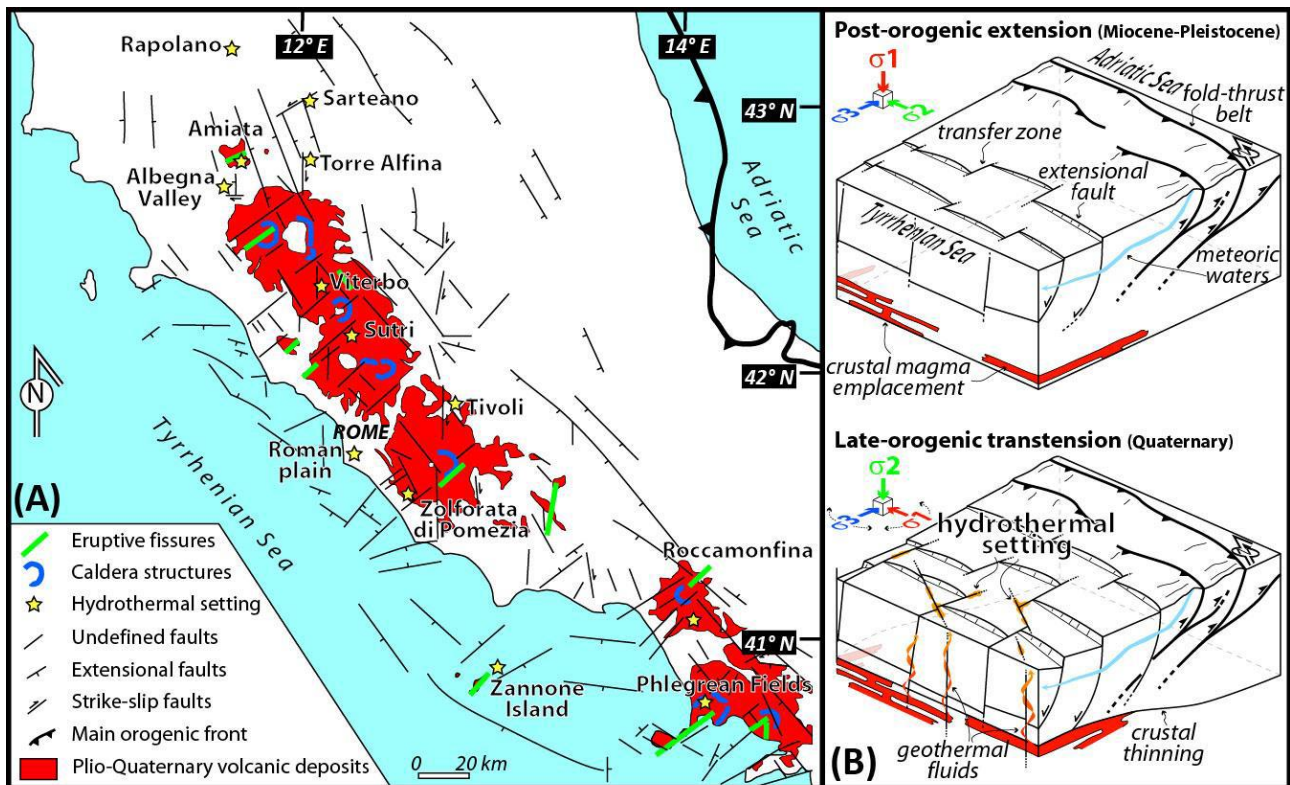 12° E
14° E
Rapolano
Sarteano
43° N
Amiata
Torre Alfina
Albegna
Valley
Adriatic
Sea
Viterbo
Sutri
42° N
N
Tivoli
ROME
Roman
plain
Tyrrhenian Sea
(A)
Zolforata
di Pomezia
Roccamonfina
41° N
Zannone
Island
Phlegrean Fields
Eruptive fissures
Caldera structures
Hydrothermal setting
Undefined faults
Extensional faults
Strike-slip faults
Main orogenic front
Plio-Quaternary volcanic deposits
0 20 km
Post-orogenic extension (Miocene-Pleistocene)
σ1
σ3
σ2
Adriatic Sea
fold-thrust
belt
N
transfer zone
extensional
fault
Tyrrhenian Sea
meteoric
waters
crustal magma
emplacement
Late-orogenic transtension (Quaternary)
σ2
σ3
σ1
hydrothermal
setting
N
geothermal
fluids
crustal
thinning
(B)